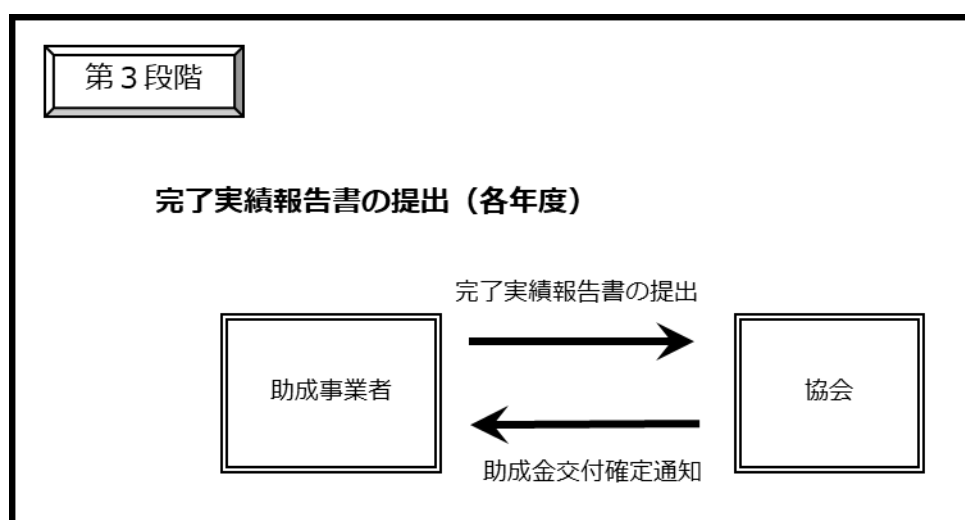 第３段階
完了実績報告書の提出（各年度）
完了実績報告書の提出
助成事業者
協会
助成金交付確定通知